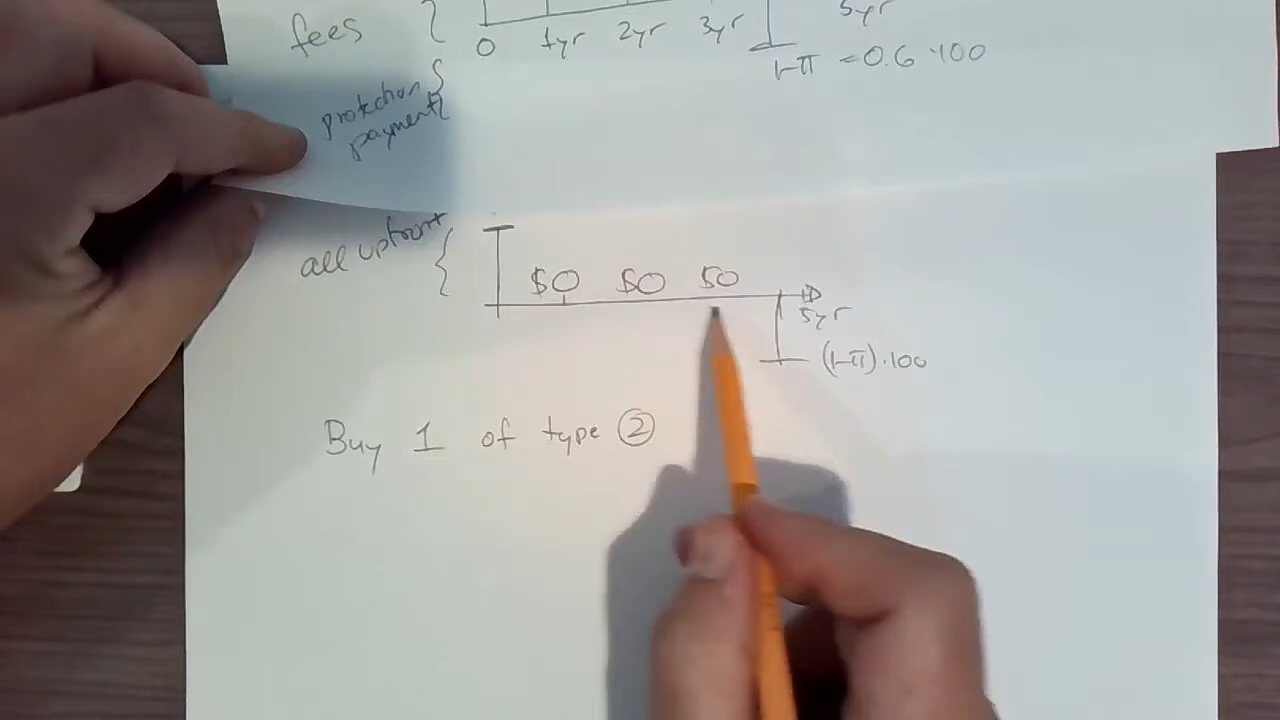 fees { 0 1yr 2yr 3yr 5yr
1-π = 0.6 · 100
protection
payment {
all upfront { $0 $0 $0
5yr
(1-π) · 100
Buy 1 of type ②